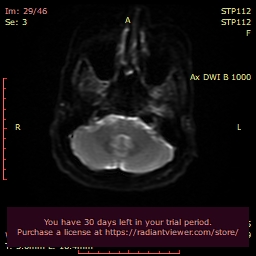 Im: 29/46
Se: 3
A
STP112
STP112
F
Ax DWI B 1000
R
L
You have 30 days left in your trial period.
Purchase a license at https://radiantviewer.com/store/